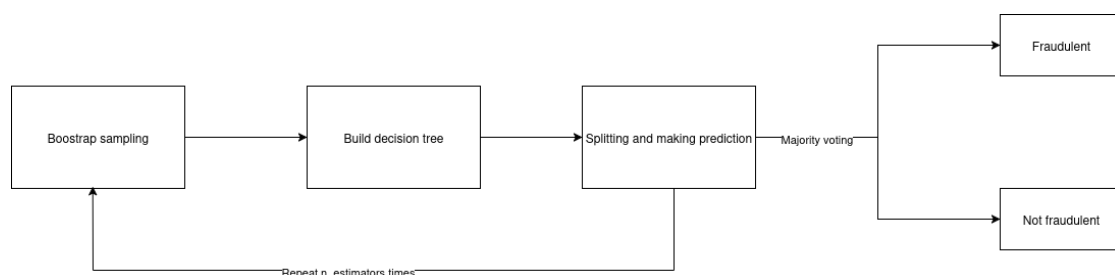 Fraudulent
Boostrap sampling
Build decision tree
Splitting and making prediction
Majority voting
Not fraudulent
Repeat n_estimators times